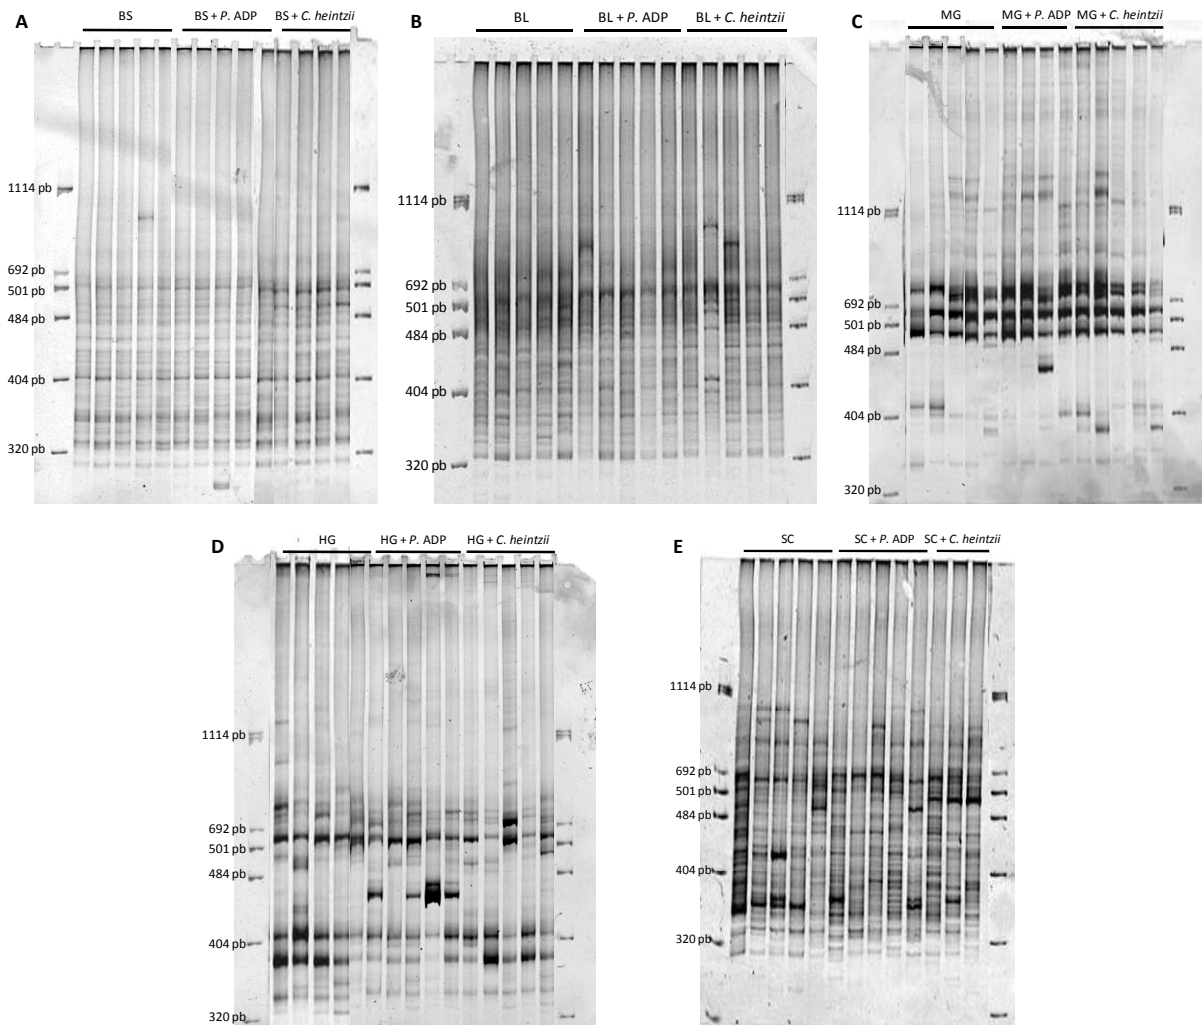 A
BS
BS + P. ADP
BS + C. heintzii
1114 pb
692 pb
501 pb
484 pb
404 pb
320 pb
B
BL
BL + P. ADP
BL + C. heintzii
1114 pb
692 pb
501 pb
484 pb
404 pb
320 pb
C
MG
MG + P. ADP
MG + C. heintzii
1114 pb
692 pb
501 pb
484 pb
404 pb
320 pb
D
HG
HG + P. ADP
HG + C. heintzii
1114 pb
692 pb
501 pb
484 pb
404 pb
320 pb
E
SC
SC + P. ADP
SC + C. heintzii
1114 pb
692 pb
501 pb
484 pb
404 pb
320 pb